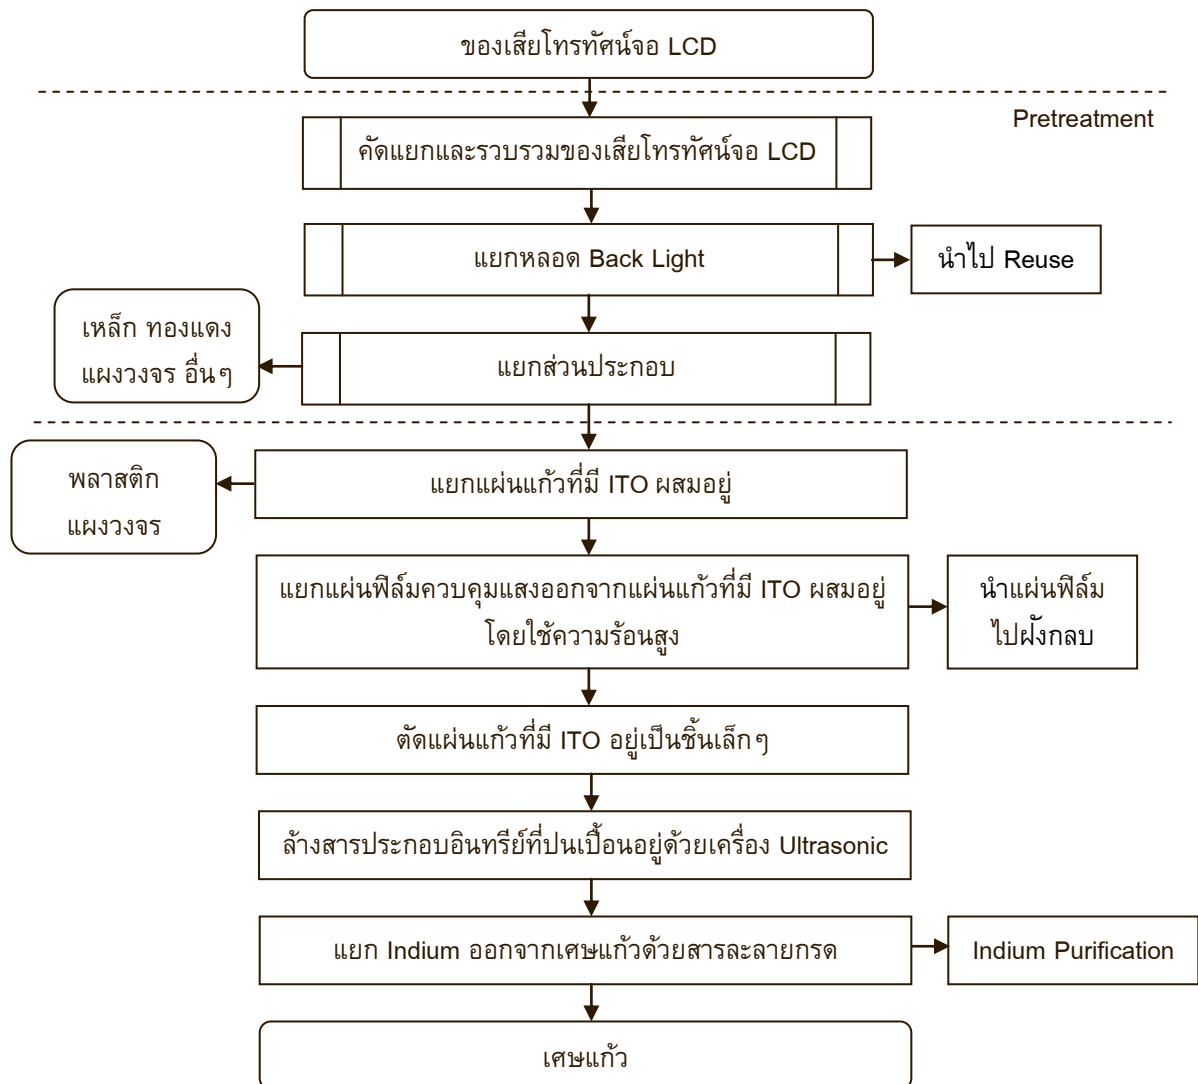 ของเสียโทรทัศน์จอ LCD
Pretreatment
คัดแยกและรวบรวมของเสียโทรทัศน์จอ LCD
แยกหลอด Back Light
นำไป Reuse
เหล็ก ทองแดง
แผงวงจร อื่นๆ
แยกส่วนประกอบ
พลาสติก
แผงวงจร
แยกแผ่นแก้วที่มี ITO ผสมอยู่
แยกแผ่นฟิล์มควบคุมแสงออกจากแผ่นแก้วที่มี ITO ผสมอยู่
โดยใช้ความร้อนสูง
นำแผ่นฟิล์ม
ไปฝังกลบ
ตัดแผ่นแก้วที่มี ITO อยู่เป็นชิ้นเล็กๆ
ล้างสารประกอบอินทรีย์ที่ปนเปื้อนอยู่ด้วยเครื่อง Ultrasonic
แยก Indium ออกจากเศษแก้วด้วยสารละลายกรด
Indium Purification
เศษแก้ว